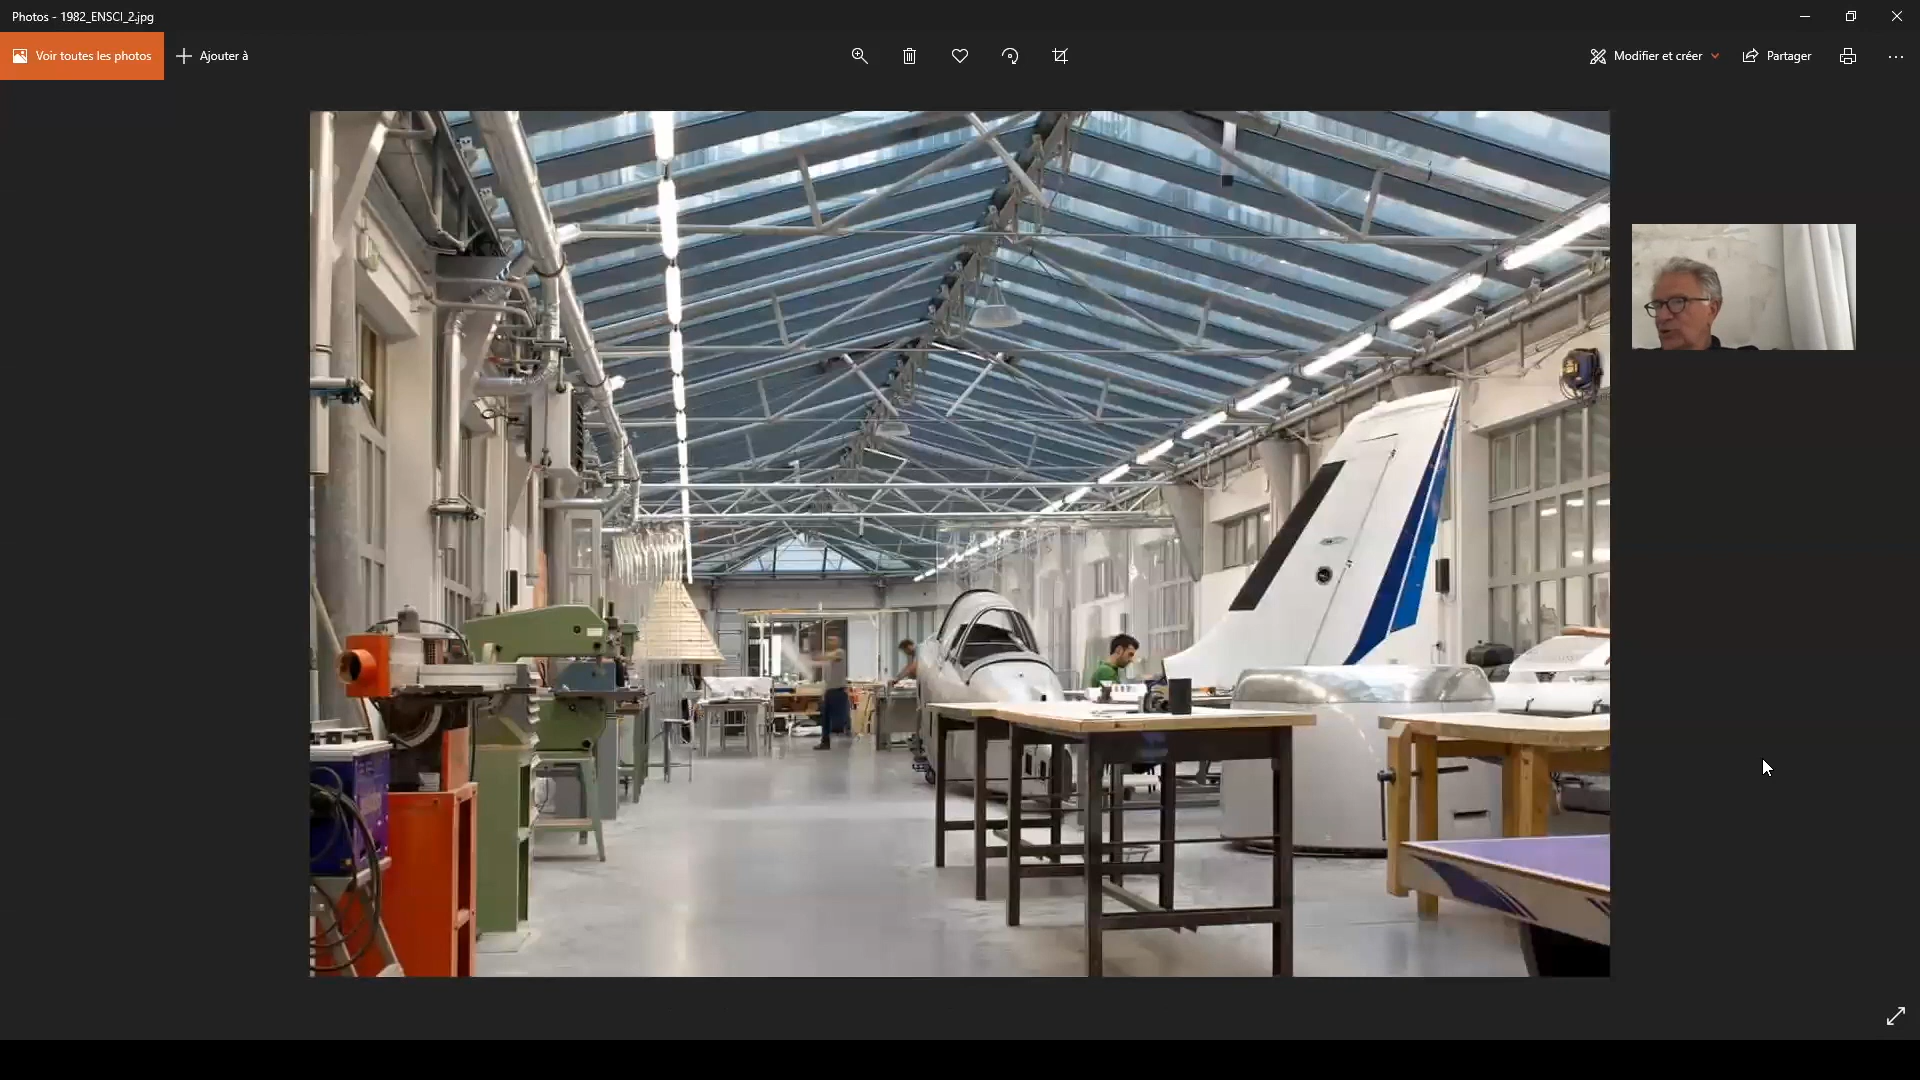 Photos - 1982_ENSCI_2.jpg
Voir toutes les photos
Ajouter à
Modifier et créer
Partager